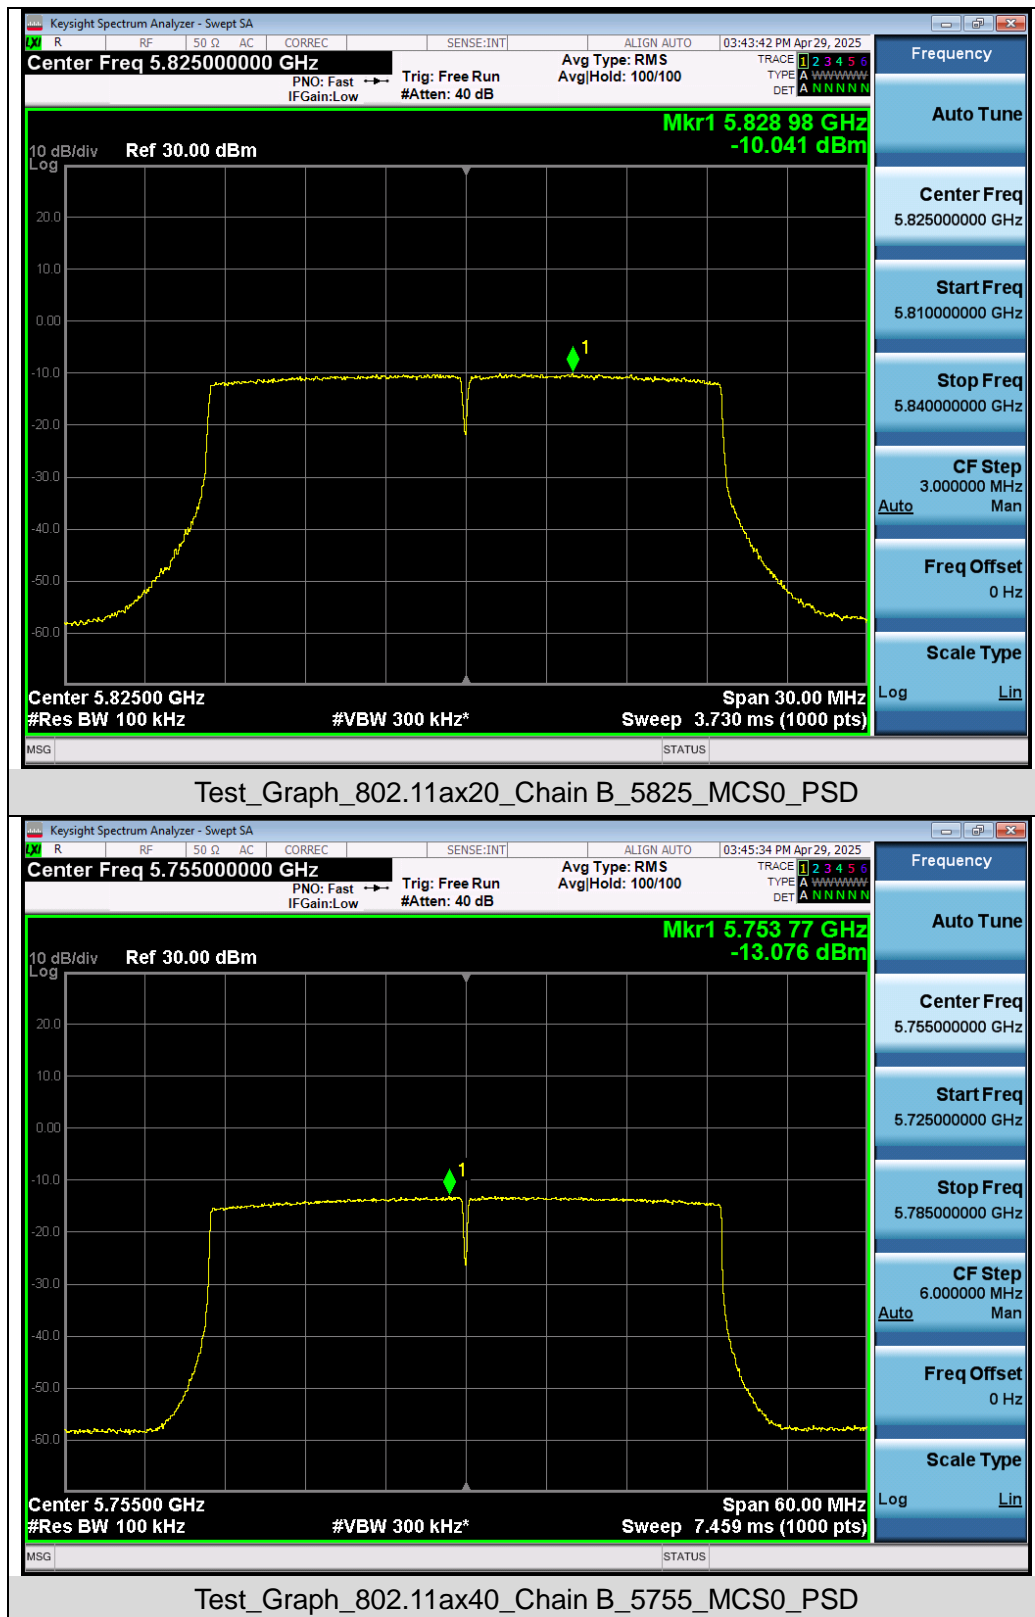 Keysight Spectrum Analyzer - Swept SA
LXI R RF 50 Ω AC CORREC SENSE:INT ALIGN AUTO 03:43:42 PM Apr 29, 2025
Center Freq 5.825000000 GHz
PNO: Fast
IFGain:Low
Trig: Free Run
#Atten: 40 dB
Avg Type: RMS
Avg|Hold: 100/100
TRACE 1 2 3 4 5 6
TYPE A WWWWW
DET A N N N N N
Mkr1 5.828 98 GHz
-10.041 dBm
10 dB/div
Log
Ref 30.00 dBm
20.0
10.0
0.00
-10.0
-20.0
-30.0
-40.0
-50.0
-60.0
1
Center 5.82500 GHz
Span 30.00 MHz
#Res BW 100 kHz
#VBW 300 kHz*
Sweep 3.730 ms (1000 pts)
MSG
STATUS
Frequency
Auto Tune
Center Freq
5.825000000 GHz
Start Freq
5.810000000 GHz
Stop Freq
5.840000000 GHz
CF Step
3.000000 MHz
Auto Man
Freq Offset
0 Hz
Scale Type
Log Lin
Test_Graph_802.11ax20_Chain B_5825_MCS0_PSD
Keysight Spectrum Analyzer - Swept SA
LXI R RF 50 Ω AC CORREC SENSE:INT ALIGN AUTO 03:45:34 PM Apr 29, 2025
Center Freq 5.755000000 GHz
PNO: Fast
IFGain:Low
Trig: Free Run
#Atten: 40 dB
Avg Type: RMS
Avg|Hold: 100/100
TRACE 1 2 3 4 5 6
TYPE A WWWWW
DET A N N N N N
Mkr1 5.753 77 GHz
-13.076 dBm
10 dB/div
Log
Ref 30.00 dBm
20.0
10.0
0.00
-10.0
-20.0
-30.0
-40.0
-50.0
-60.0
1
Center 5.75500 GHz
Span 60.00 MHz
#Res BW 100 kHz
#VBW 300 kHz*
Sweep 7.459 ms (1000 pts)
MSG
STATUS
Frequency
Auto Tune
Center Freq
5.755000000 GHz
Start Freq
5.725000000 GHz
Stop Freq
5.785000000 GHz
CF Step
6.000000 MHz
Auto Man
Freq Offset
0 Hz
Scale Type
Log Lin
Test_Graph_802.11ax40_Chain B_5755_MCS0_PSD